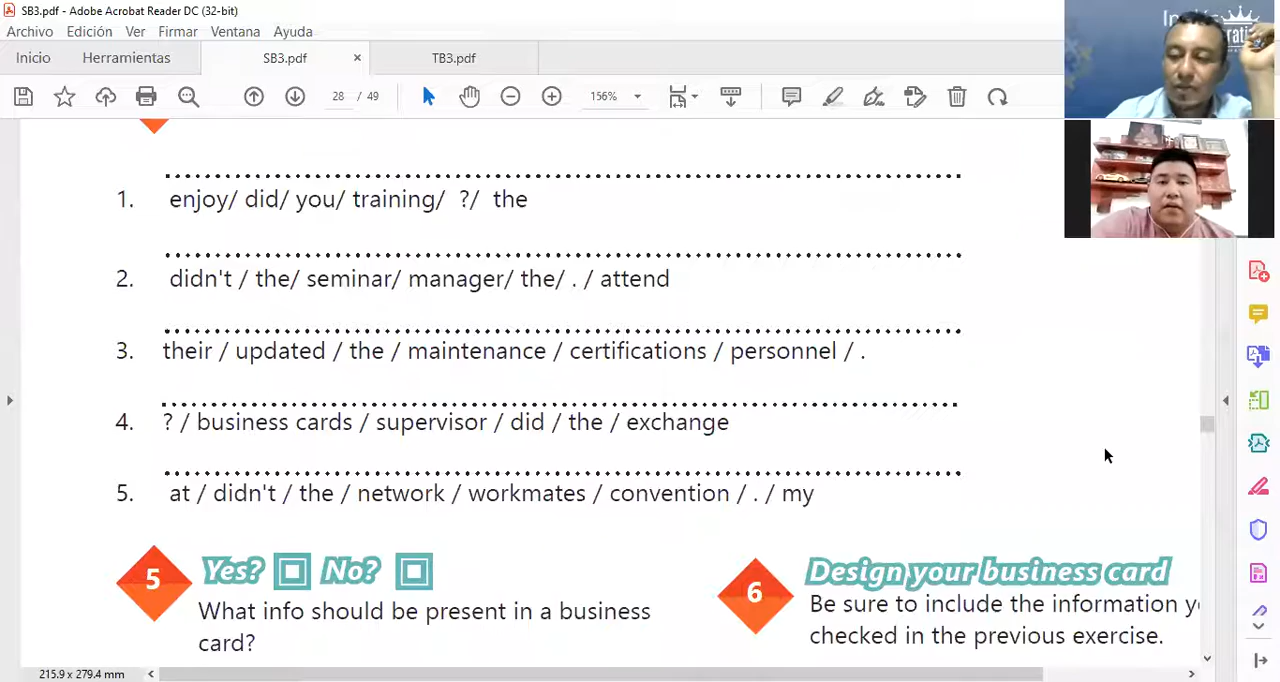 SB3.pdf - Adobe Acrobat Reader DC (32-bit)
Archivo Edición Ver Firmar Ventana Ayuda
Inicio Herramientas SB3.pdf × TB3.pdf
28 / 49 156%
1. enjoy/ did/ you/ training/ ?/ the
2. didn't / the/ seminar/ manager/ the/ . / attend
3. their / updated / the / maintenance / certifications / personnel / .
4. ? / business cards / supervisor / did / the / exchange
5. at / didn't / the / network / workmates / convention / . / my
5 Yes? No?
What info should be present in a business
card?
6 Design your business card
Be sure to include the information
checked in the previous exercise.
215.9 x 279.4 mm